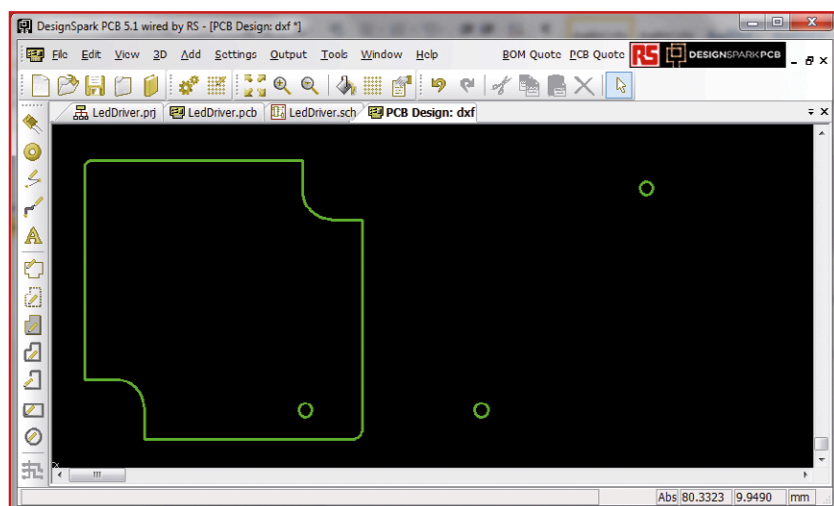 DesignSpark PCB 5.1 wired by RS - [PCB Design: dxf *]
File Edit View 3D Add Settings Output Tools Window Help BOM Quote PCB Quote RS DESIGNSPARK PCB
LedDriver.prj LedDriver.pcb LedDriver.sch PCB Design: dxf
Abs 80.3323 9.9490 mm